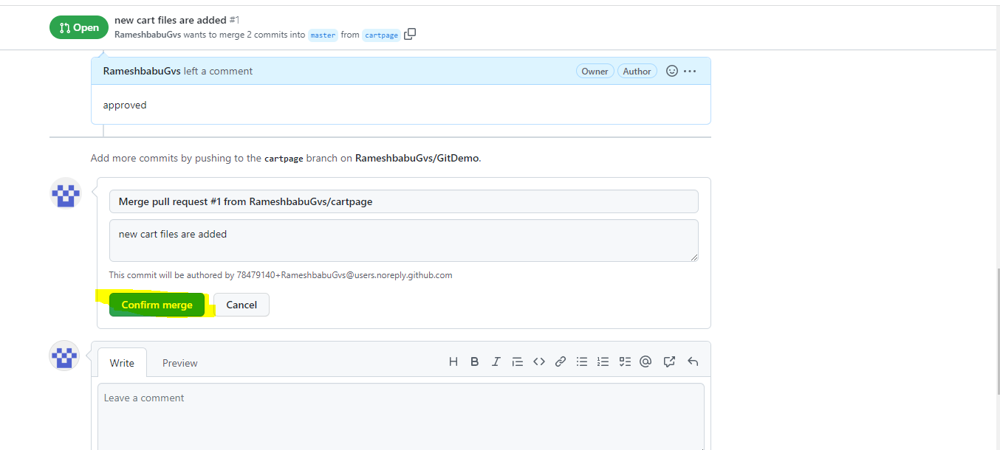 Open
new cart files are added #1
RameshbabuGvs wants to merge 2 commits into master from cartpage
RameshbabuGvs left a comment
Owner
Author
approved
Add more commits by pushing to the cartpage branch on RameshbabuGvs/GitDemo.
Merge pull request #1 from RameshbabuGvs/cartpage
new cart files are added
This commit will be authored by 78479140+RameshbabuGvs@users.noreply.github.com
Confirm merge
Cancel
Write
Preview
Leave a comment